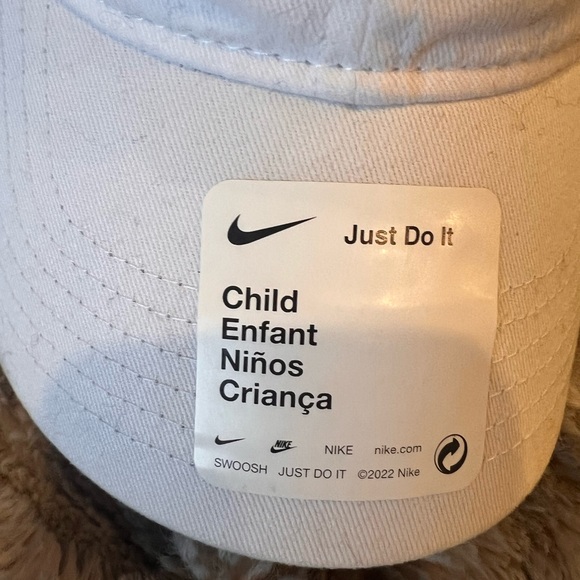 Just Do It
Child
Enfant
Niños
Criança
NIKE NIKE nike.com
SWOOSH JUST DO IT ©2022 Nike